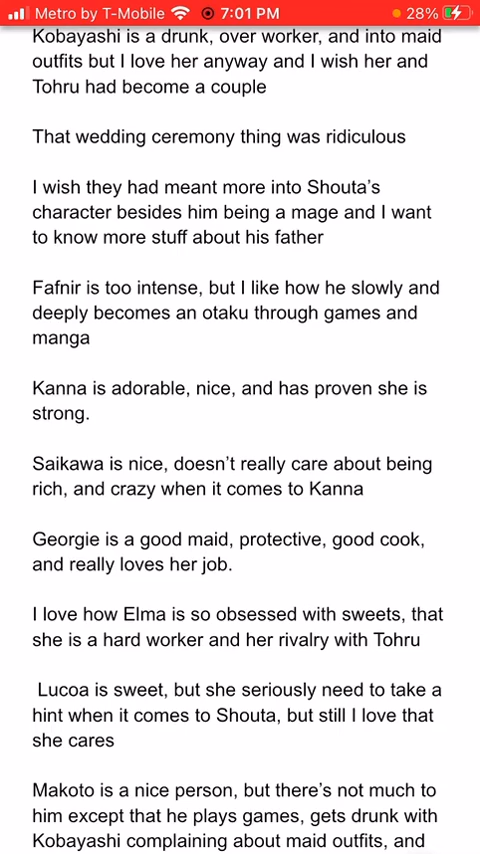 Metro by T-Mobile 7:01 PM 28%
Kobayashi is a drunk, over worker, and into maid
outfits but I love her anyway and I wish her and
Tohru had become a couple
That wedding ceremony thing was ridiculous
I wish they had meant more into Shouta’s
character besides him being a mage and I want
to know more stuff about his father
Fafnir is too intense, but I like how he slowly and
deeply becomes an otaku through games and
manga
Kanna is adorable, nice, and has proven she is
strong.
Saikawa is nice, doesn’t really care about being
rich, and crazy when it comes to Kanna
Georgie is a good maid, protective, good cook,
and really loves her job.
I love how Elma is so obsessed with sweets, that
she is a hard worker and her rivalry with Tohru
Lucoa is sweet, but she seriously need to take a
hint when it comes to Shouta, but still I love that
she cares
Makoto is a nice person, but there’s not much to
him except that he plays games, gets drunk with
Kobayashi complaining about maid outfits, and